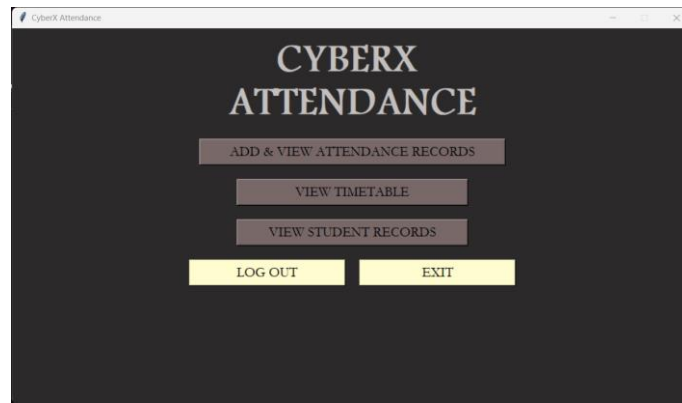 CyberX Attendance
CYBERX
ATTENDANCE
ADD & VIEW ATTENDANCE RECORDS
VIEW TIMETABLE
VIEW STUDENT RECORDS
LOG OUT EXIT